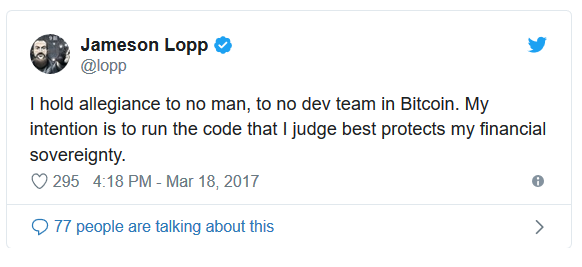 Jameson Lopp
@lopp
I hold allegiance to no man, to no dev team in Bitcoin. My
intention is to run the code that I judge best protects my financial
sovereignty.
295 4:18 PM - Mar 18, 2017
77 people are talking about this